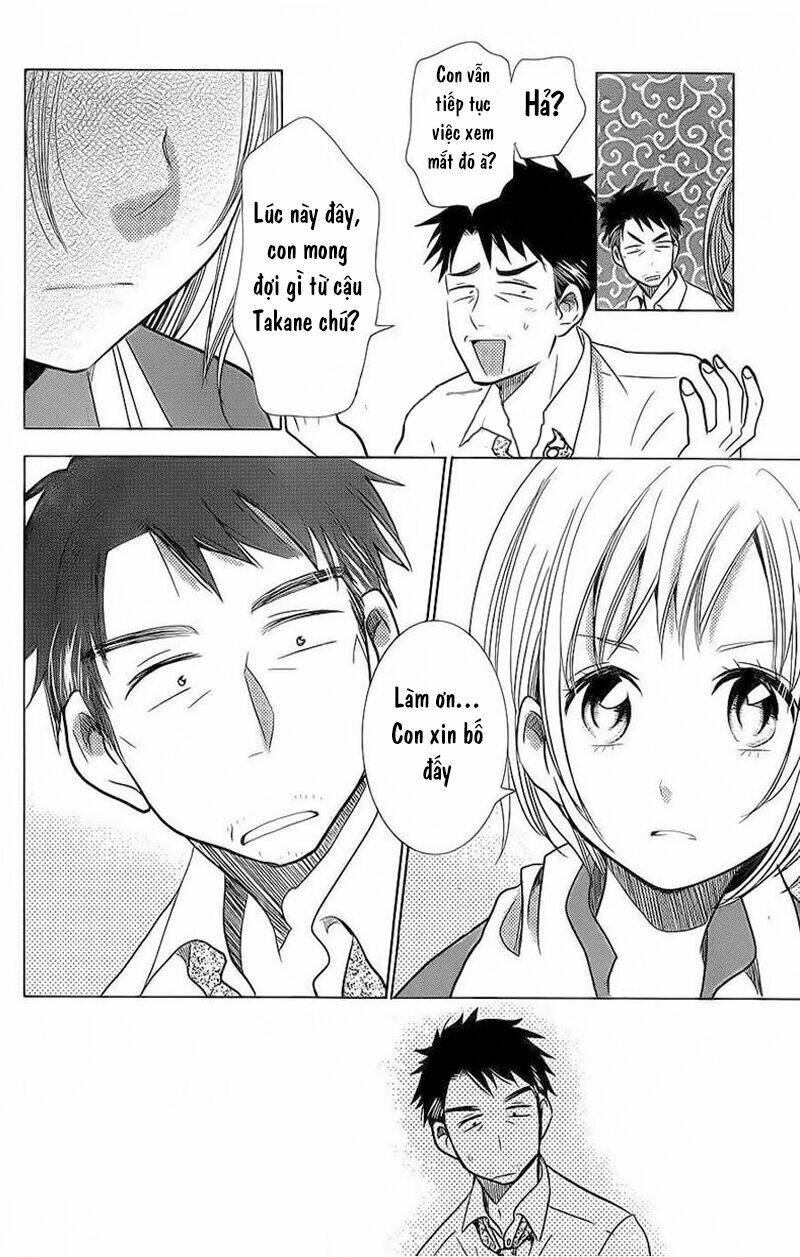 Hả?
Con vẫn
tiếp tục
việc xem
mắt đó à?
Lúc này đây,
con mong
đợi gì từ cậu
Takane chứ?
Làm ơn...
Con xin bố
đấy